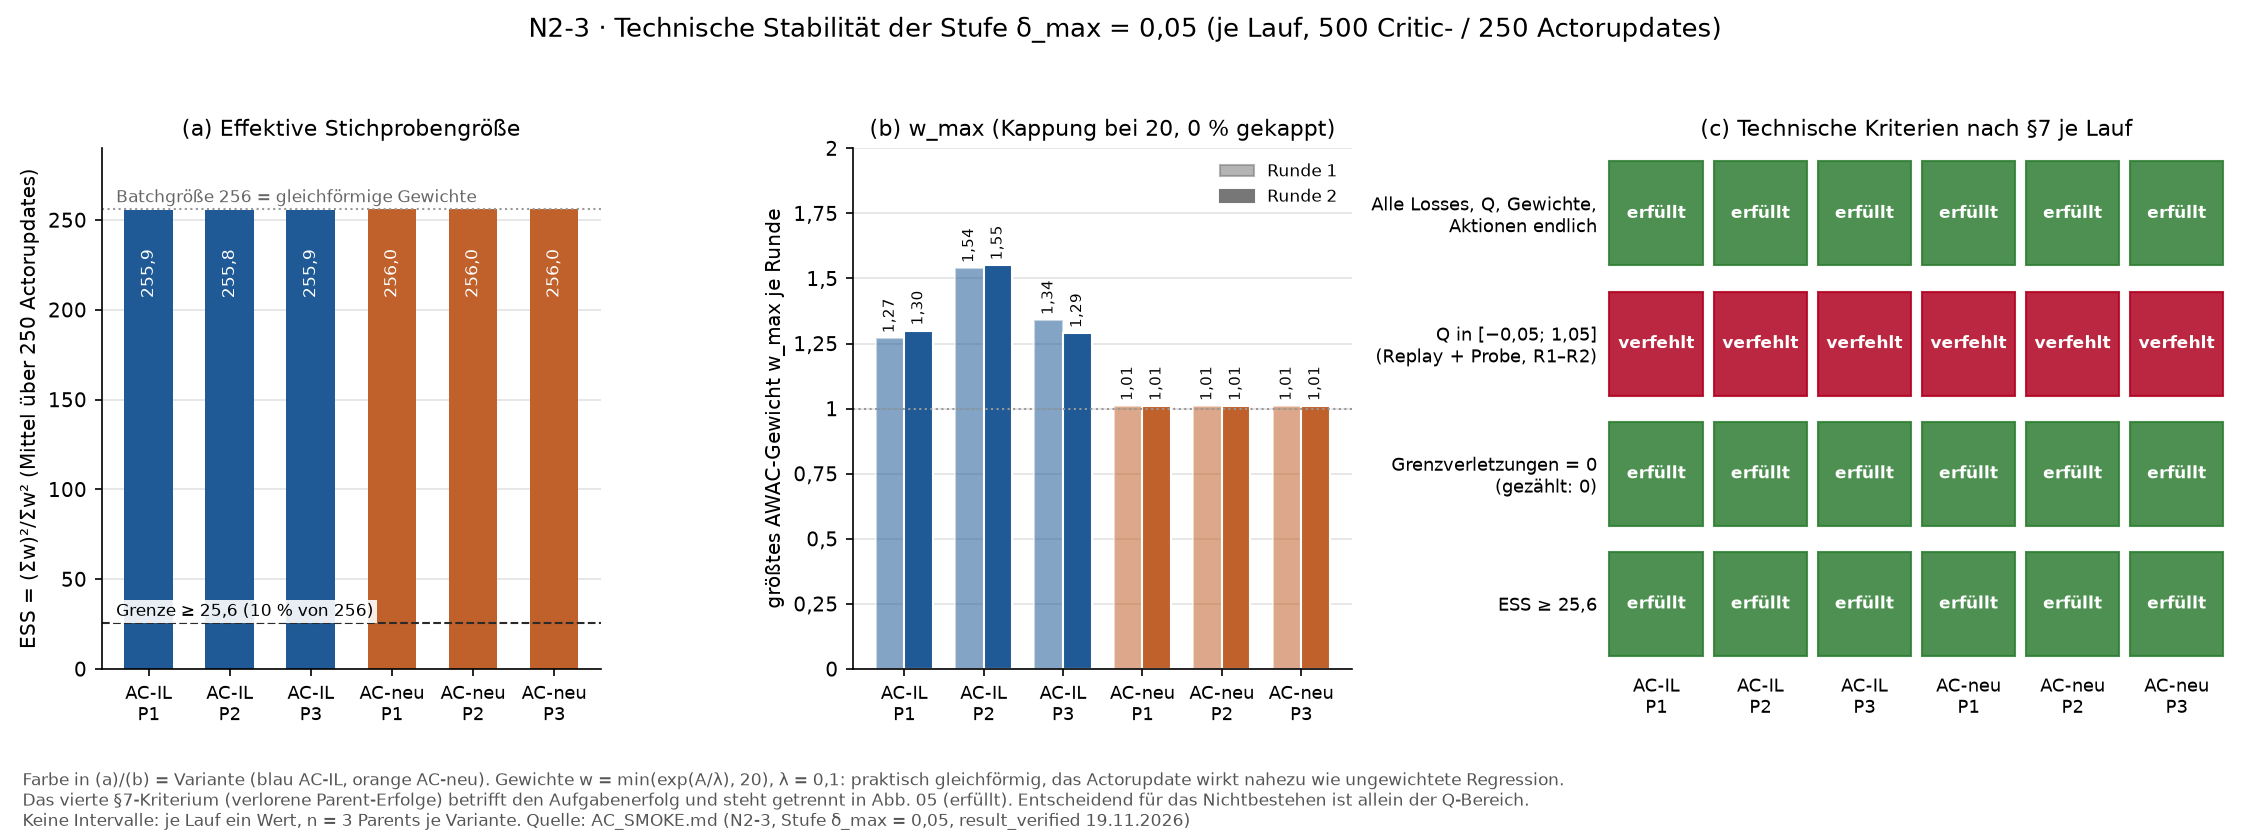 N2-3 · Technische Stabilität der Stufe δ_max = 0,05 (je Lauf, 500 Critic- / 250 Actorupdates)
(a) Effektive Stichprobengröße
ESS = (Σw)²/Σw² (Mittel über 250 Actorupdates)
250
200
150
100
50
0
Batchgröße 256 = gleichförmige Gewichte
255,9
255,8
255,9
256,0
256,0
256,0
Grenze ≥ 25,6 (10 % von 256)
AC-IL
P1
AC-IL
P2
AC-IL
P3
AC-neu
P1
AC-neu
P2
AC-neu
P3
(b) w_max (Kappung bei 20, 0 % gekappt)
größtes AWAC-Gewicht w_max je Runde
2
1,75
1,5
1,25
1
0,75
0,5
0,25
0
Runde 1
Runde 2
1,27
1,30
1,54
1,55
1,34
1,29
1,01
1,01
1,01
1,01
1,01
1,01
AC-IL
P1
AC-IL
P2
AC-IL
P3
AC-neu
P1
AC-neu
P2
AC-neu
P3
(c) Technische Kriterien nach §7 je Lauf
Alle Losses, Q, Gewichte,
Aktionen endlich
erfüllt erfüllt erfüllt erfüllt erfüllt erfüllt
Q in [−0,05; 1,05]
(Replay + Probe, R1–R2)
verfehlt verfehlt verfehlt verfehlt verfehlt verfehlt
Grenzverletzungen = 0
(gezählt: 0)
erfüllt erfüllt erfüllt erfüllt erfüllt erfüllt
ESS ≥ 25,6
erfüllt erfüllt erfüllt erfüllt erfüllt erfüllt
AC-IL
P1
AC-IL
P2
AC-IL
P3
AC-neu
P1
AC-neu
P2
AC-neu
P3
Farbe in (a)/(b) = Variante (blau AC-IL, orange AC-neu). Gewichte w = min(exp(A/λ), 20), λ = 0,1: praktisch gleichförmig, das Actorupdate wirkt nahezu wie ungewichtete Regression.
Das vierte §7-Kriterium (verlorene Parent-Erfolge) betrifft den Aufgabenerfolg und steht getrennt in Abb. 05 (erfüllt). Entscheidend für das Nichtbestehen ist allein der Q-Bereich.
Keine Intervalle: je Lauf ein Wert, n = 3 Parents je Variante. Quelle: AC_SMOKE.md (N2-3, Stufe δ_max = 0,05, result_verified 19.11.2026)